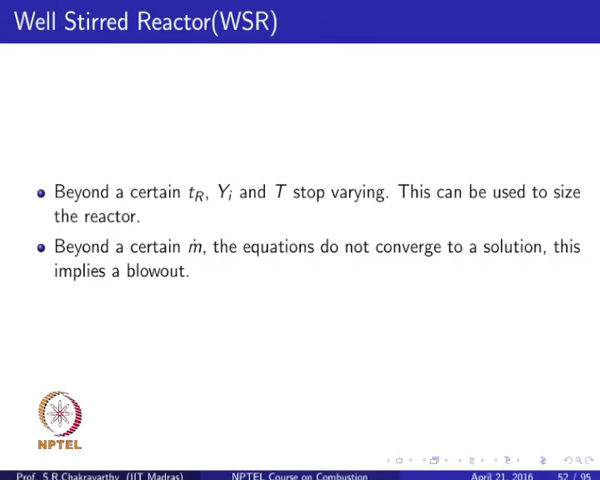 Well Stirred Reactor(WSR)
Beyond a certain t_R, Y_i and T stop varying. This can be used to size
the reactor.
Beyond a certain ṁ, the equations do not converge to a solution, this
implies a blowout.
NPTEL
Prof. S.R.Chakravarthy (IIT Madras) NPTEL Course on Combustion April 21, 2016 52 / 95